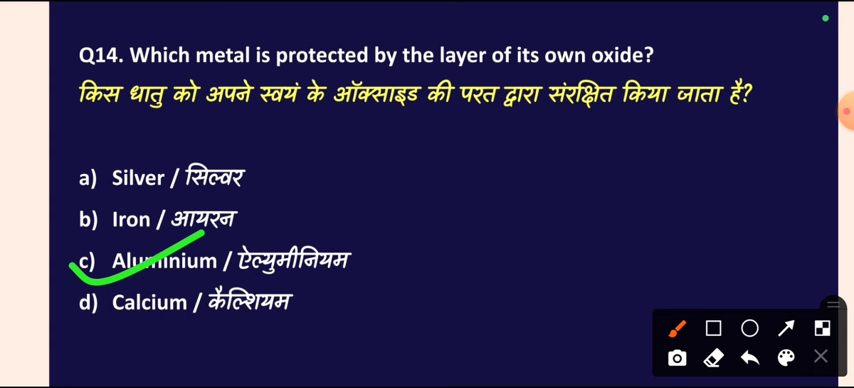 Q14. Which metal is protected by the layer of its own oxide?
किस धातु को अपने स्वयं के ऑक्साइड की परत द्वारा संरक्षित किया जाता है?
a) Silver / सिल्वर
b) Iron / आयरन
c) Aluminium / ऐल्युमीनियम
d) Calcium / कैल्शियम